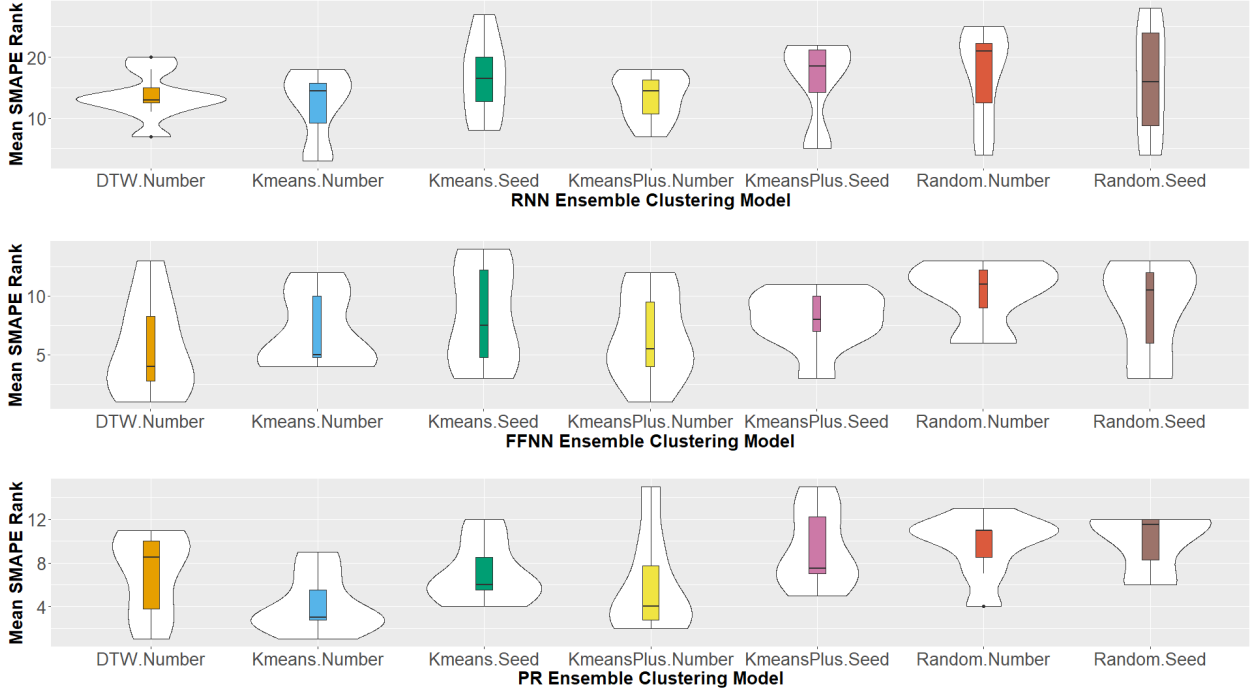 Mean SMAPE Rank
20
10
DTW.Number Kmeans.Number Kmeans.Seed KmeansPlus.Number KmeansPlus.Seed Random.Number Random.Seed
RNN Ensemble Clustering Model
Mean SMAPE Rank
10
5
DTW.Number Kmeans.Number Kmeans.Seed KmeansPlus.Number KmeansPlus.Seed Random.Number Random.Seed
FFNN Ensemble Clustering Model
Mean SMAPE Rank
12
8
4
DTW.Number Kmeans.Number Kmeans.Seed KmeansPlus.Number KmeansPlus.Seed Random.Number Random.Seed
PR Ensemble Clustering Model